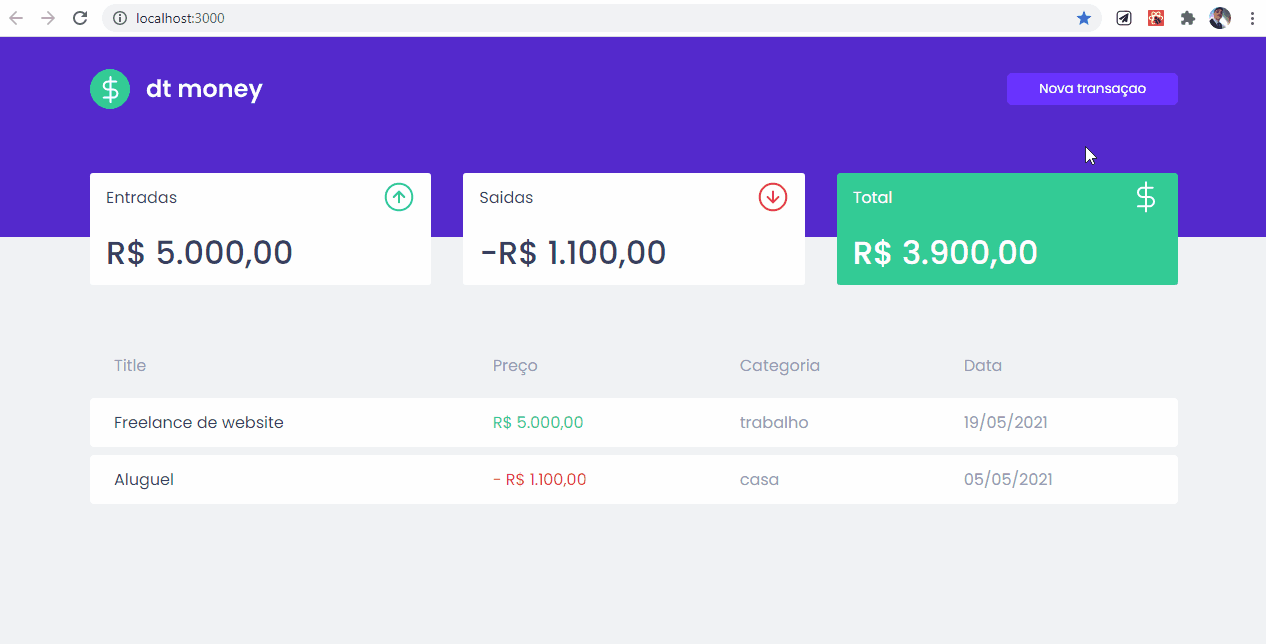 localhost:3000
dt money
Nova transaçao
Entradas
R$ 5.000,00
Saidas
-R$ 1.100,00
Total
R$ 3.900,00
Title Preço Categoria Data
Freelance de website R$ 5.000,00 trabalho 19/05/2021
Aluguel - R$ 1.100,00 casa 05/05/2021